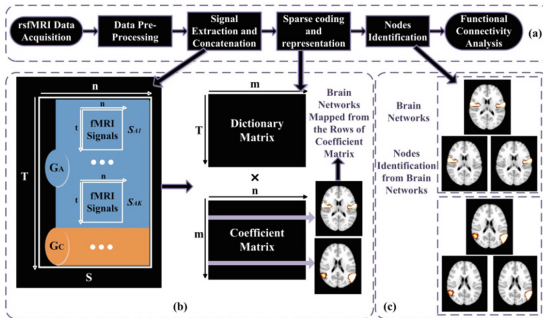 rsfMRI Data
Acquisition
Data Pre-
Processing
Signal
Extraction and
Concatenation
Sparse coding
and
representation
Nodes
Identification
Functional
Connectivity
Analysis
(a)
n
n
t
fMRI
Signals
SA1
GA
T
n
t
fMRI
Signals
SAK
GC
S
m
T
Dictionary
Matrix
×
n
m
Coefficient
Matrix
Brain
Networks
Mapped from
the Rows of
Coefficient
Matrix
(b)
Brain
Networks
Nodes
Identification
from Brain
Networks
(c)